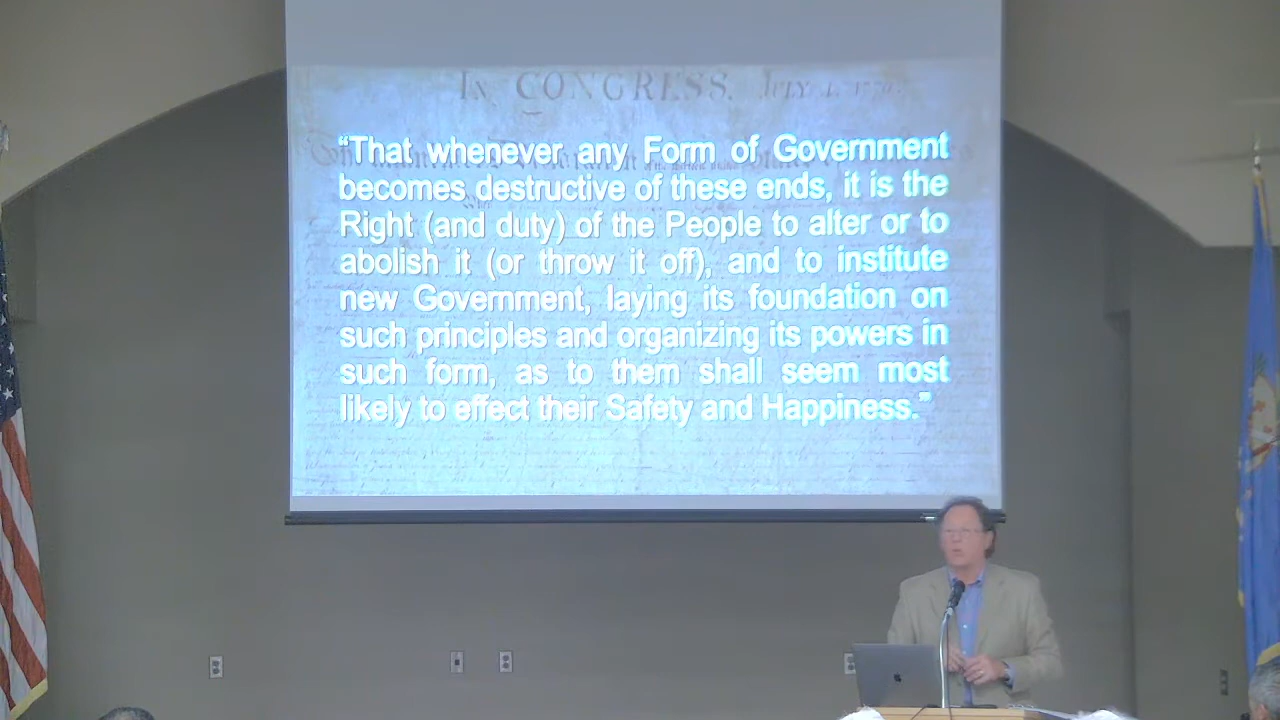 In CONGRESS, July 4, 1776.
“That whenever any Form of Government
becomes destructive of these ends, it is the
Right (and duty) of the People to alter or to
abolish it (or throw it off), and to institute
new Government, laying its foundation on
such principles and organizing its powers in
such form, as to them shall seem most
likely to effect their Safety and Happiness.”